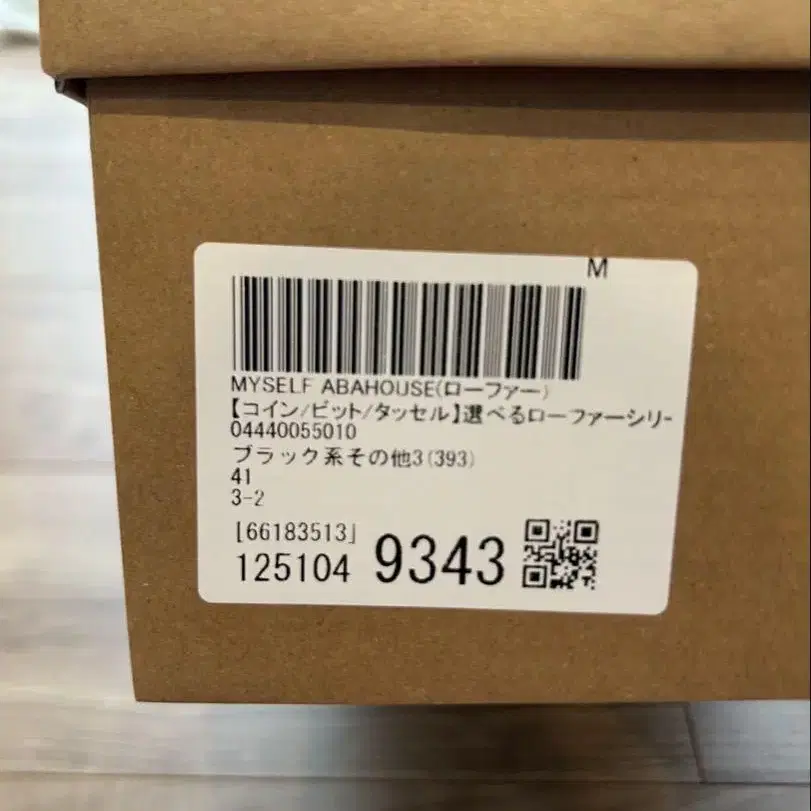 M
MYSELF ABAHOUSE(ローファー)
【コイン/ビット/タッセル】選べるローファーシリー
04440055010
ブラック系その他3(393)
41
3-2
[66183513]
125104 9343